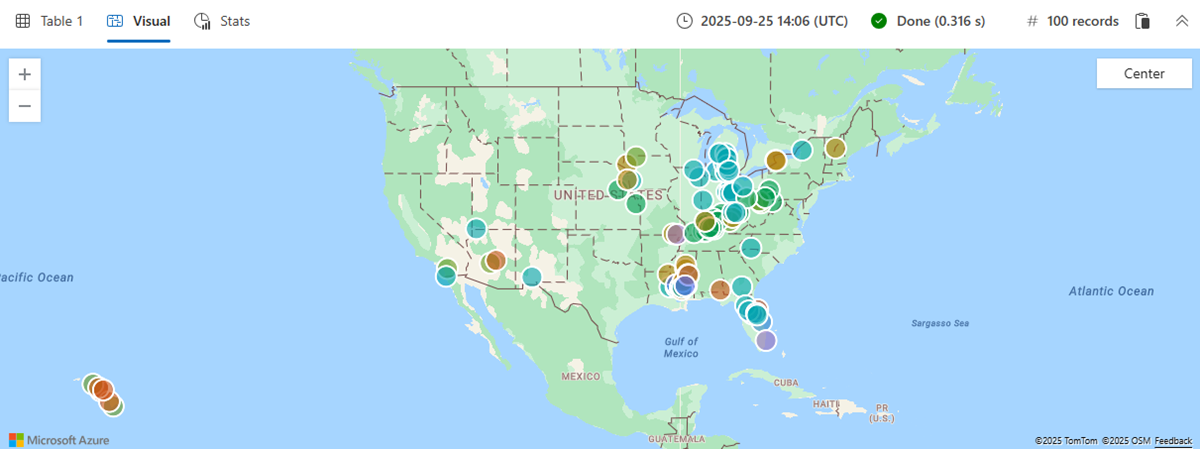 Table 1
Visual
Stats
2025-09-25 14:06 (UTC)
Done (0.316 s)
# 100 records
+
−
Center
UNITED STATES
acific Ocean
Atlantic Ocean
Sargasso Sea
Gulf of
Mexico
MEXICO
CUBA
HAITI
PR
(U.S.)
GUATEMALA
Microsoft Azure
©2025 TomTom ©2025 OSM Feedback